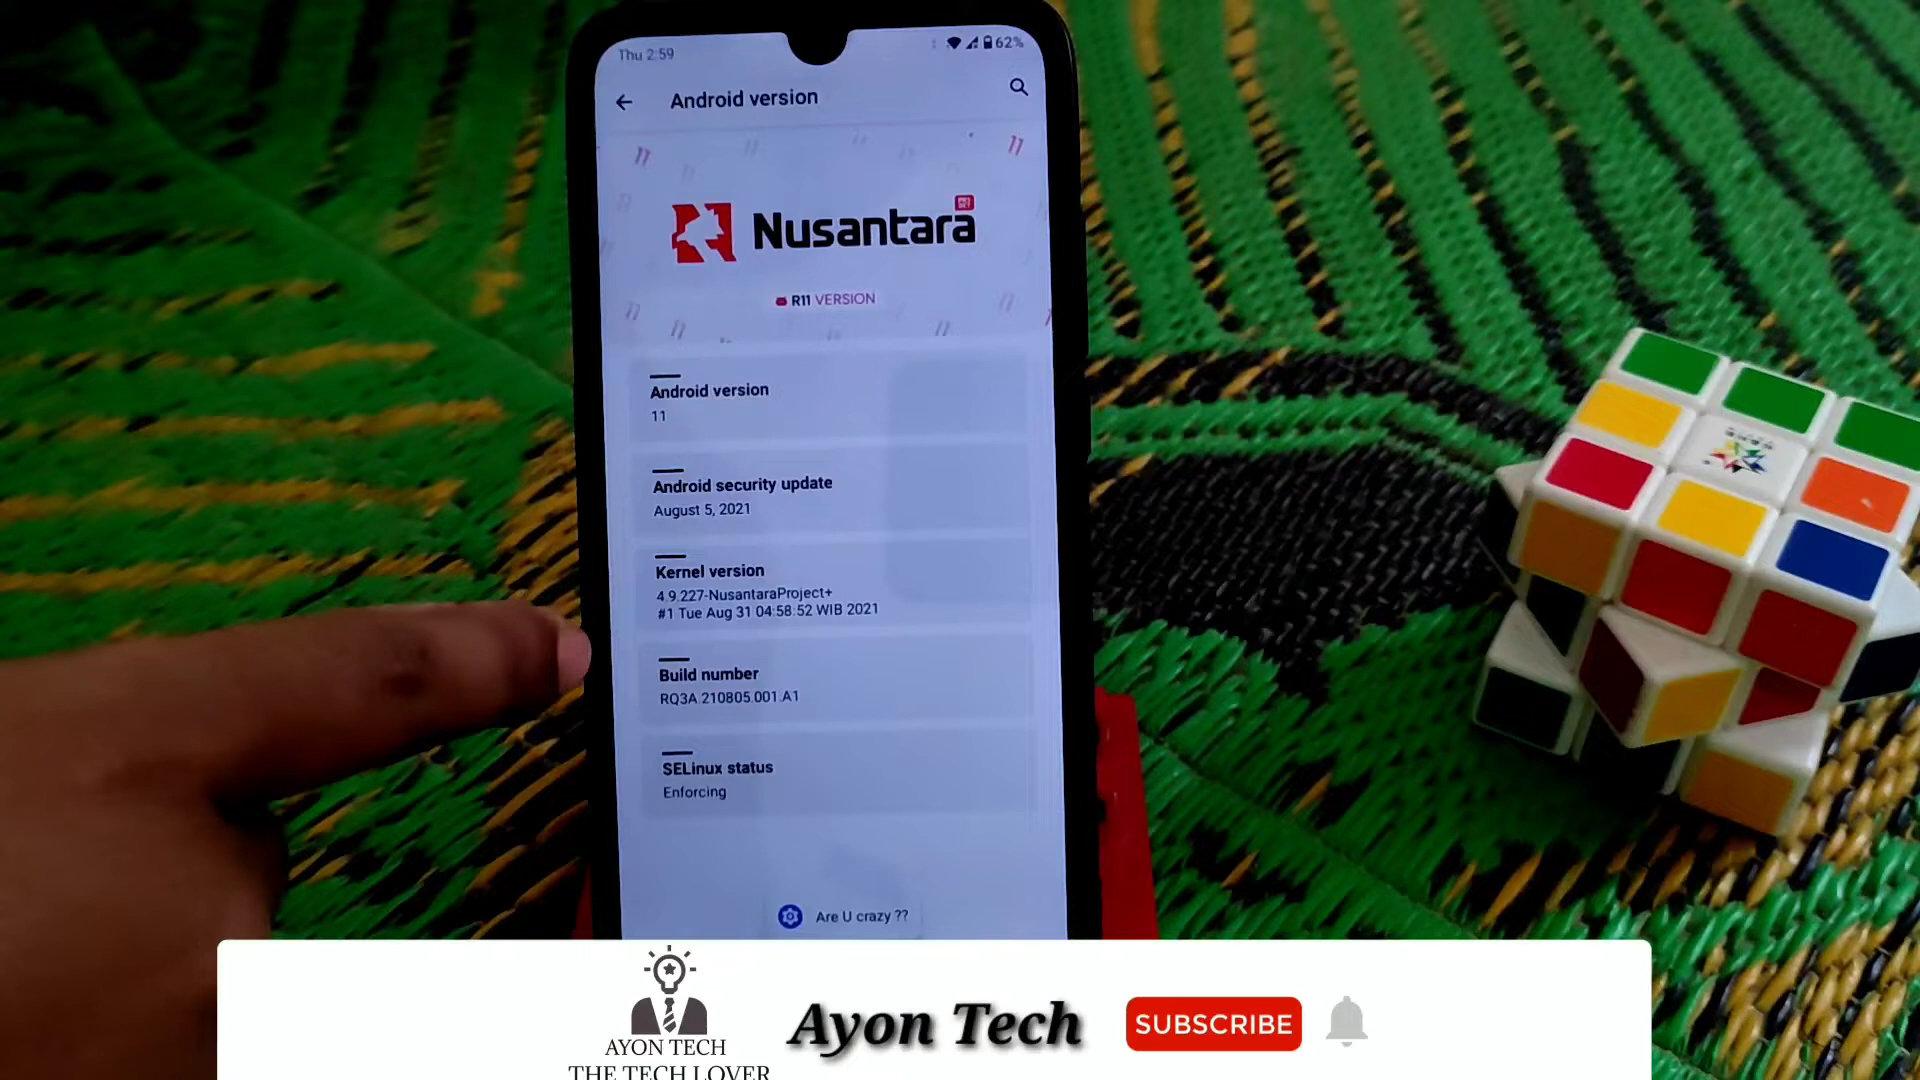 Thu 2:59
62%
Android version
Nusantara
R11 VERSION
Android version
11
Android security update
August 5, 2021
Kernel version
4.9.227-NusantaraProject+
#1 Tue Aug 31 04:58:52 WIB 2021
Build number
RQ3A.210805.001.A1
SELinux status
Enforcing
Are U crazy ??
AYON TECH
THE TECH LOVER
Ayon Tech
SUBSCRIBE